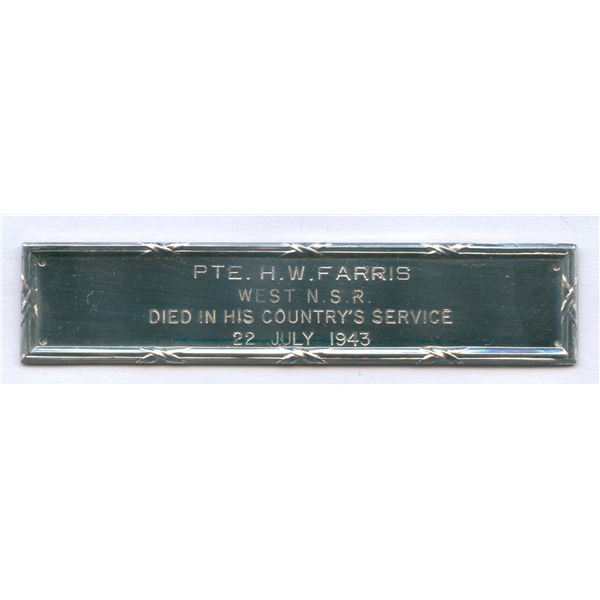 PTE. H.W. FARRIS
WEST N.S.R.
DIED IN HIS COUNTRY'S SERVICE
22 JULY 1943